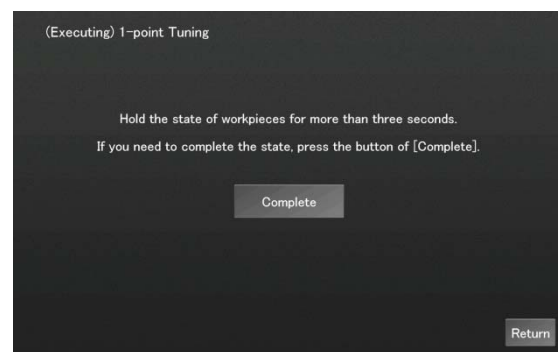 (Executing) 1-point Tuning
Hold the state of workpieces for more than three seconds.
If you need to complete the state, press the button of [Complete].
Complete
Return